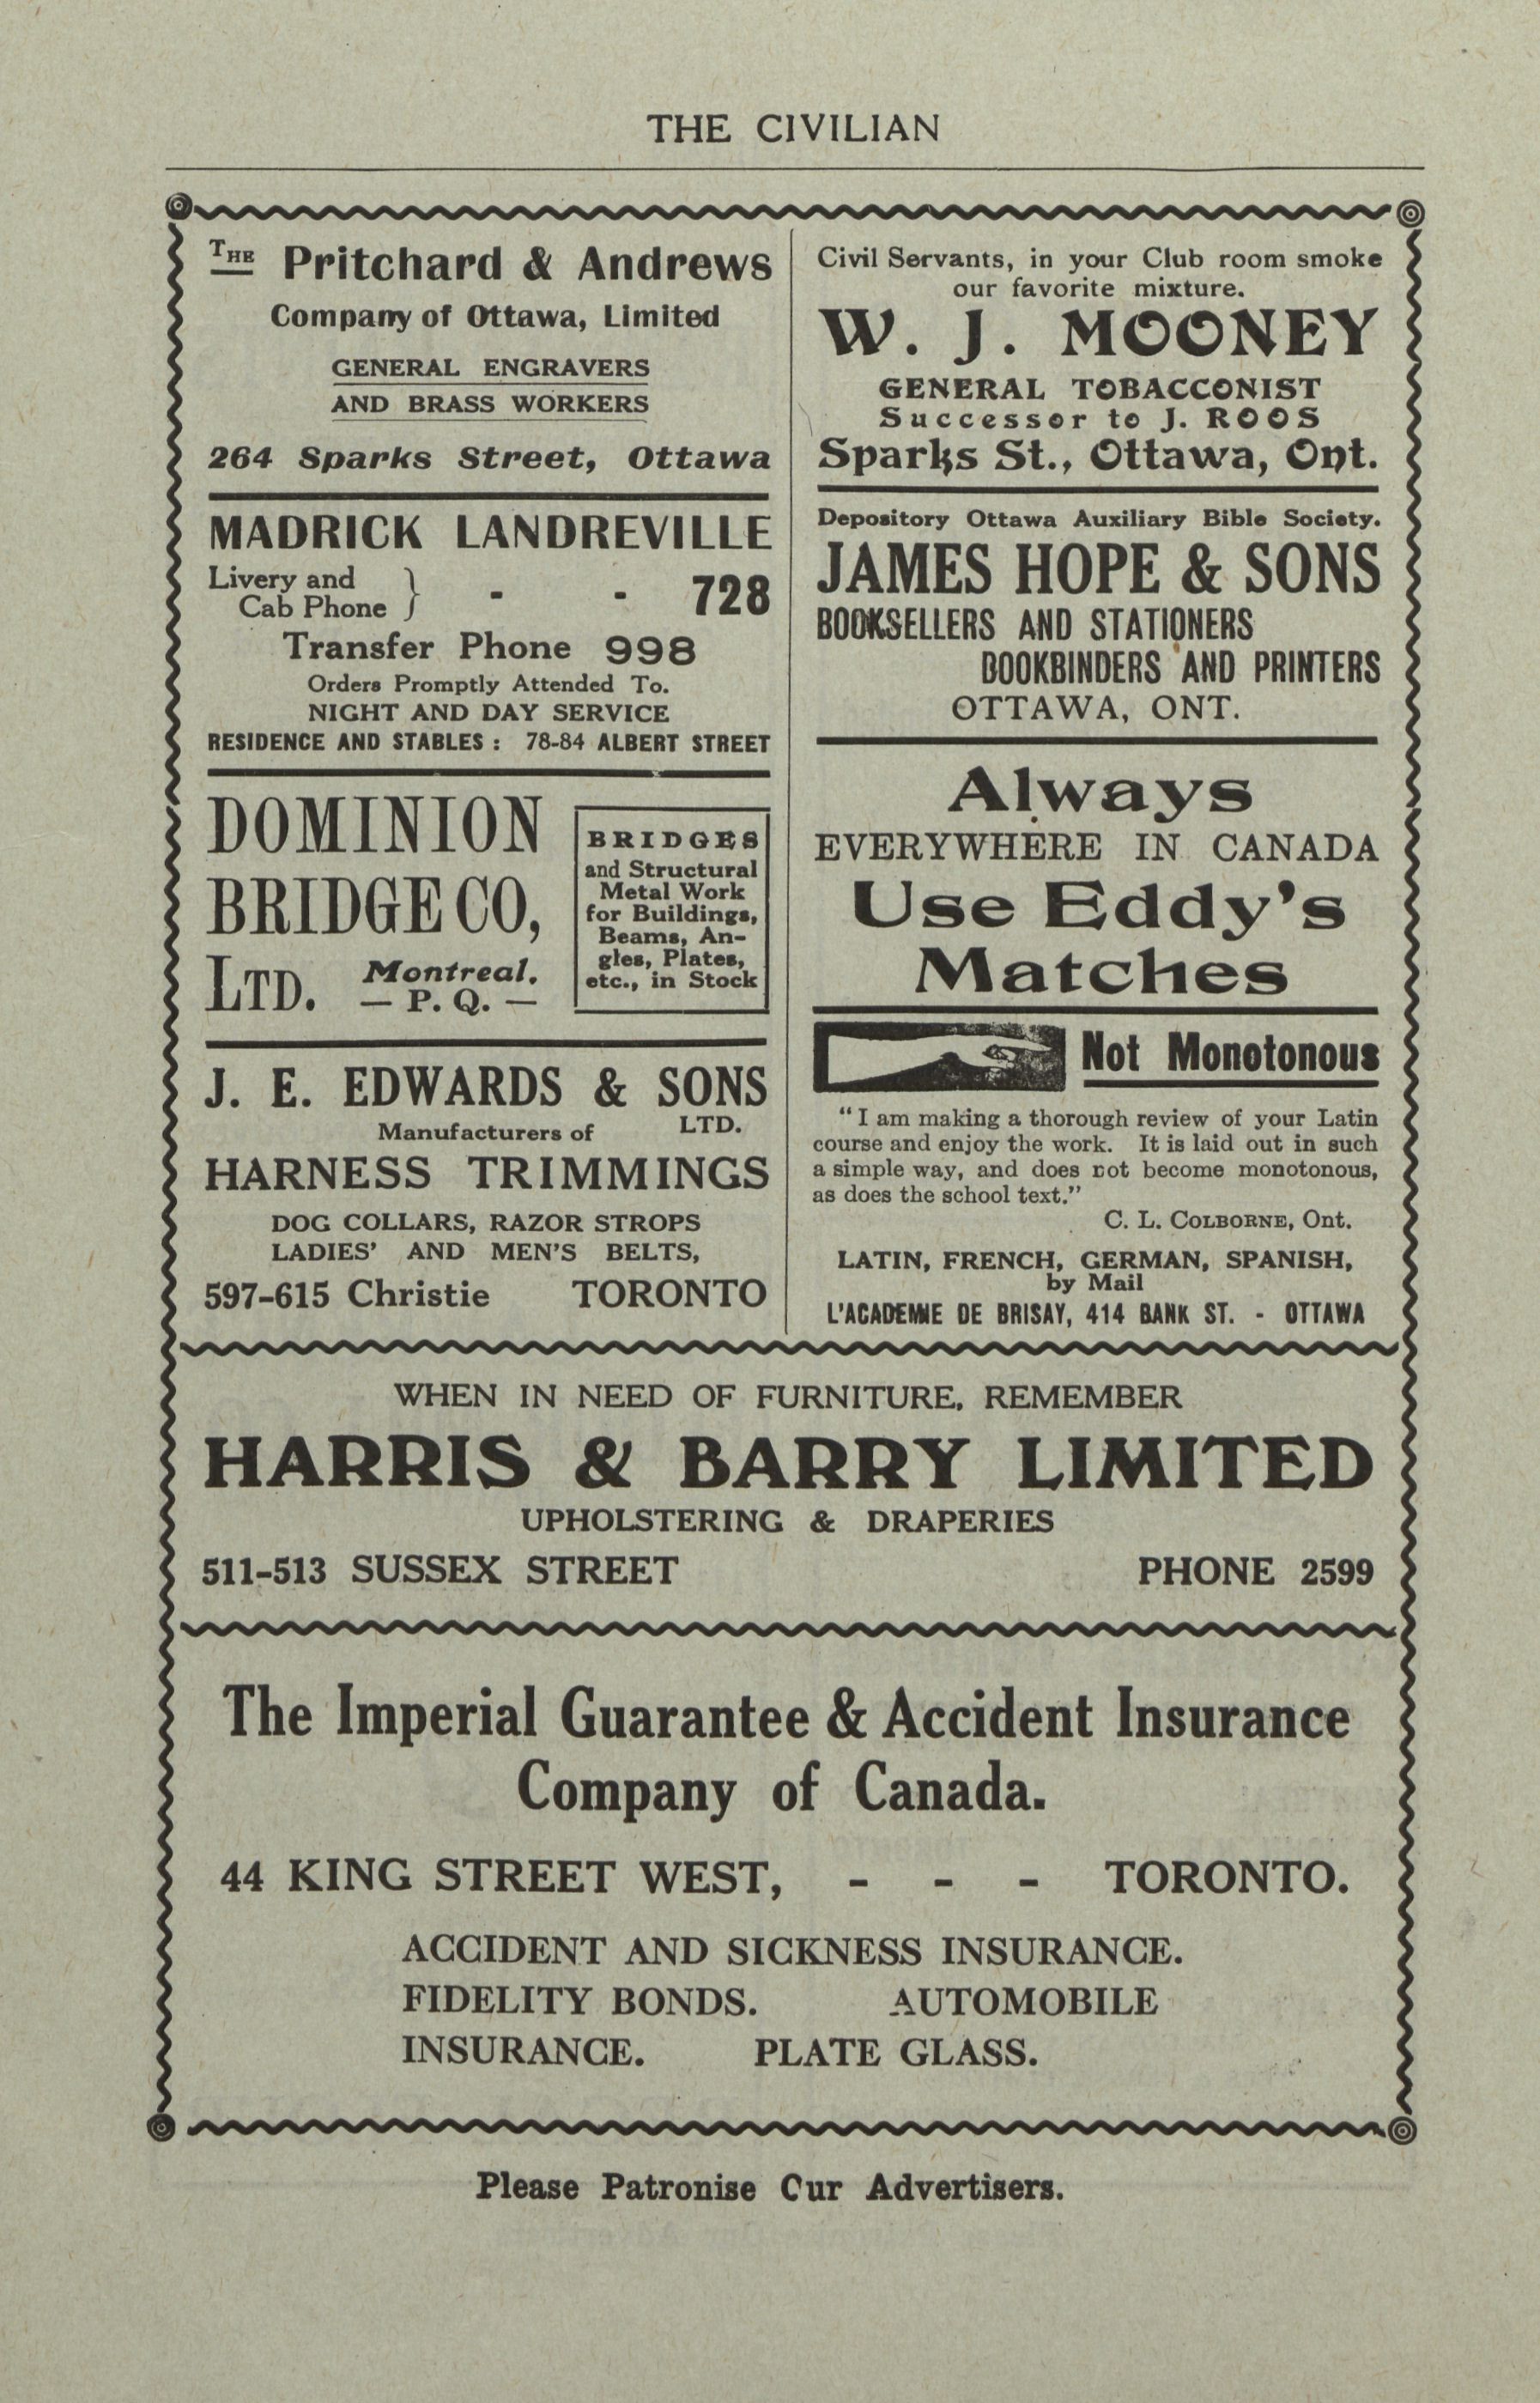 THE CIVILIAN
THE Pritchard & Andrews
Company of Ottawa, Limited
GENERAL ENGRAVERS
AND BRASS WORKERS
264 Sparks Street, Ottawa
MADRICK LANDREVILLE
Livery and
Cab Phone } - - 728
Transfer Phone 998
Orders Promptly Attended To.
NIGHT AND DAY SERVICE
RESIDENCE AND STABLES : 78-84 ALBERT STREET
DOMINION
BRIDGE CO,
LTD. Montreal.
— P. Q. —
BRIDGES
and Structural
Metal Work
for Buildings,
Beams, An-
gles, Plates,
etc., in Stock
J. E. EDWARDS & SONS
Manufacturers of LTD.
HARNESS TRIMMINGS
DOG COLLARS, RAZOR STROPS
LADIES' AND MEN'S BELTS,
597-615 Christie TORONTO
Civil Servants, in your Club room smoke
our favorite mixture.
W. J. MOONEY
GENERAL TOBACCONIST
Successor to J. ROOS
Sparks St., Ottawa, Ont.
Depository Ottawa Auxiliary Bible Society.
JAMES HOPE & SONS
BOOKSELLERS AND STATIONERS
BOOKBINDERS AND PRINTERS
OTTAWA, ONT.
Always
EVERYWHERE IN CANADA
Use Eddy's
Matches
Not Monotonous
"I am making a thorough review of your Latin
course and enjoy the work. It is laid out in such
a simple way, and does not become monotonous,
as does the school text."
C. L. COLBORNE, Ont.
LATIN, FRENCH, GERMAN, SPANISH,
by Mail
L'ACADEMIE DE BRISAY, 414 BANK ST. - OTTAWA
WHEN IN NEED OF FURNITURE, REMEMBER
HARRIS & BARRY LIMITED
UPHOLSTERING & DRAPERIES
511-513 SUSSEX STREET PHONE 2599
The Imperial Guarantee & Accident Insurance
Company of Canada.
44 KING STREET WEST, - - - TORONTO.
ACCIDENT AND SICKNESS INSURANCE.
FIDELITY BONDS. AUTOMOBILE
INSURANCE. PLATE GLASS.
Please Patronise Our Advertisers.